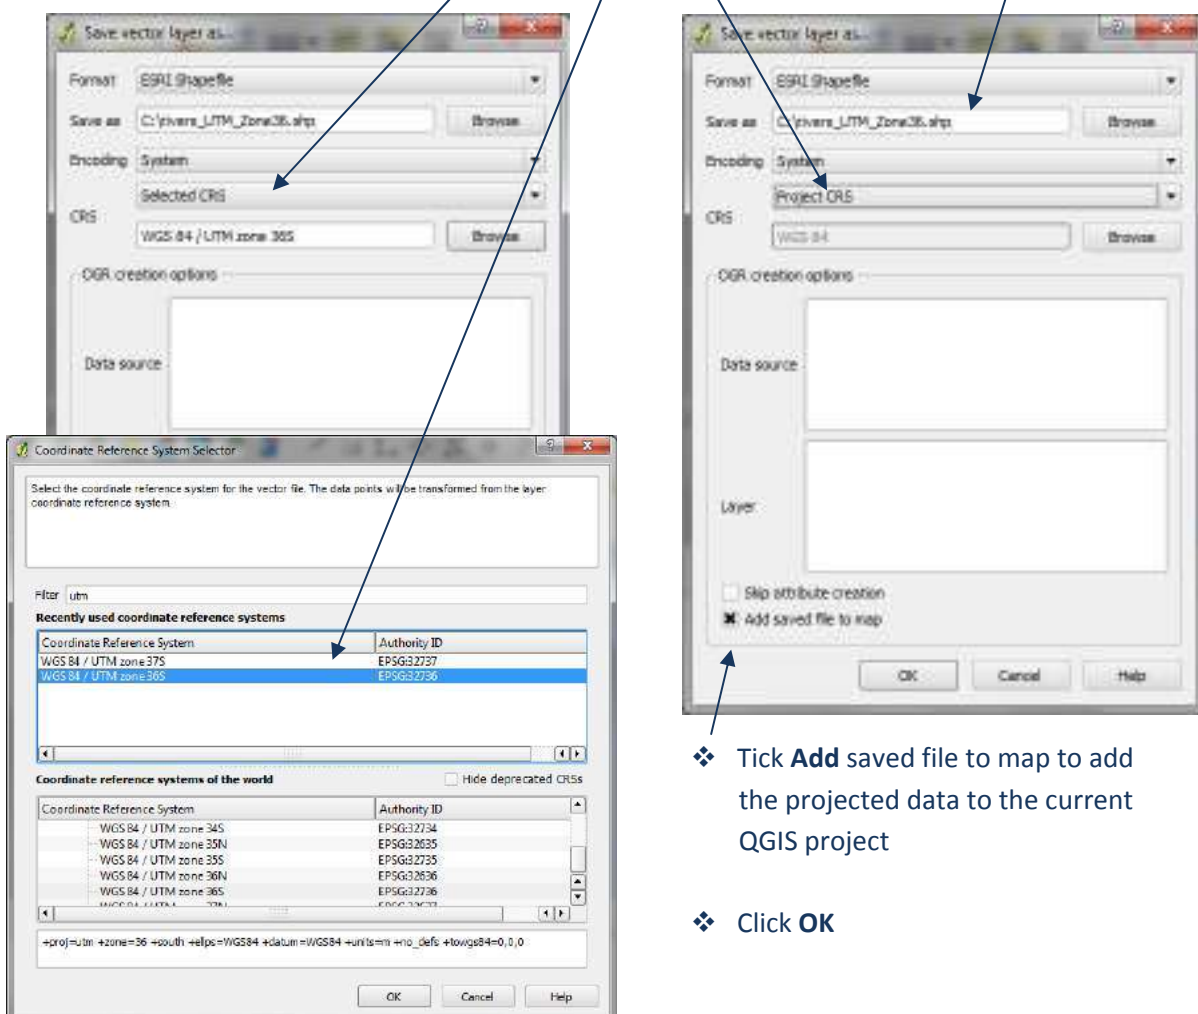 Save vector layer as...
Format ESRI Shapefile
Save as C:\rivers_UTM_Zone36.shp Browse
Encoding System
Selected CRS
CRS
WGS 84 / UTM zone 36S Browse
OGR creation options
Data source
Coordinate Reference System Selector
Select the coordinate reference system for the vector file. The data points will be transformed from the layer
coordinate reference system.
Filter utm
Recently used coordinate reference systems
Coordinate Reference System Authority ID
WGS 84 / UTM zone 37S EPSG:32737
WGS 84 / UTM zone 36S EPSG:32736
Coordinate reference systems of the world Hide deprecated CRSs
Coordinate Reference System Authority ID
WGS 84 / UTM zone 34S EPSG:32734
WGS 84 / UTM zone 35N EPSG:32635
WGS 84 / UTM zone 35S EPSG:32735
WGS 84 / UTM zone 36N EPSG:32636
WGS 84 / UTM zone 36S EPSG:32736
+proj=utm +zone=36 +south +ellps=WGS84 +datum=WGS84 +units=m +no_defs +towgs84=0,0,0
OK Cancel Help
Save vector layer as...
Format ESRI Shapefile
Save as C:\rivers_UTM_Zone36.shp Browse
Encoding System
Project CRS
CRS
WGS 84 Browse
OGR creation options
Data source
Layer
Skip attribute creation
Add saved file to map
OK Cancel Help
❖ Tick Add saved file to map to add
the projected data to the current
QGIS project
❖ Click OK